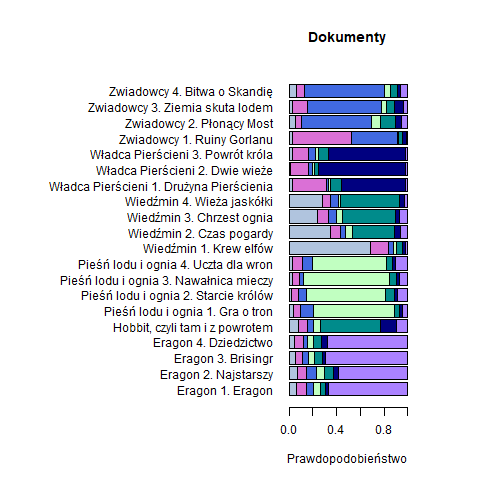 Dokumenty
Zwiadowcy 4. Bitwa o Skandię
Zwiadowcy 3. Ziemia skuta lodem
Zwiadowcy 2. Płonący Most
Zwiadowcy 1. Ruiny Gorlanu
Władca Pierścieni 3. Powrót króla
Władca Pierścieni 2. Dwie wieże
Władca Pierścieni 1. Drużyna Pierścienia
Wiedźmin 4. Wieża jaskółki
Wiedźmin 3. Chrzest ognia
Wiedźmin 2. Czas pogardy
Wiedźmin 1. Krew elfów
Pieśń lodu i ognia 4. Uczta dla wron
Pieśń lodu i ognia 3. Nawałnica mieczy
Pieśń lodu i ognia 2. Starcie królów
Pieśń lodu i ognia 1. Gra o tron
Hobbit, czyli tam i z powrotem
Eragon 4. Dziedzictwo
Eragon 3. Brisingr
Eragon 2. Najstarszy
Eragon 1. Eragon
0.0 0.4 0.8
Prawdopodobieństwo